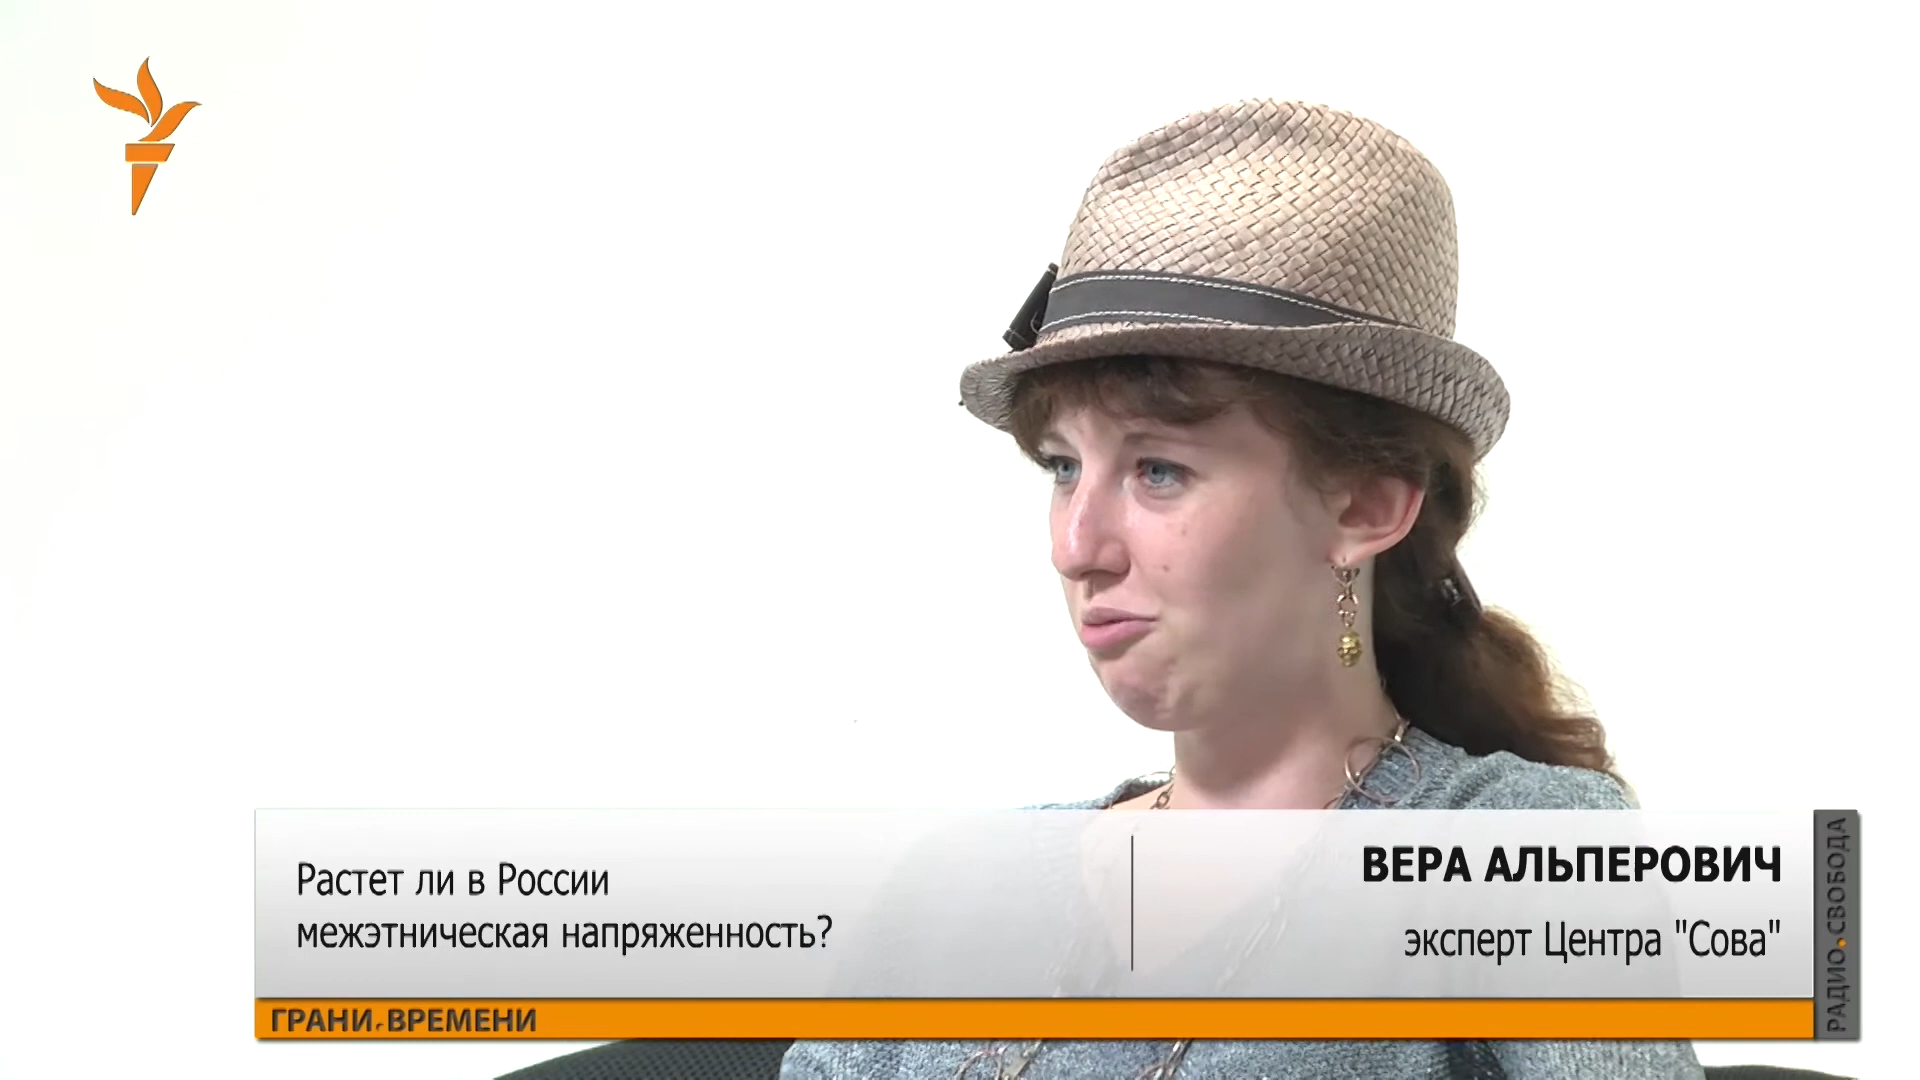 Растет ли в России
межэтническая напряженность?
ВЕРА АЛЬПЕРОВИЧ
эксперт Центра "Сова"
РАДИО.СВОБОДА
ГРАНИ.ВРЕМЕНИ